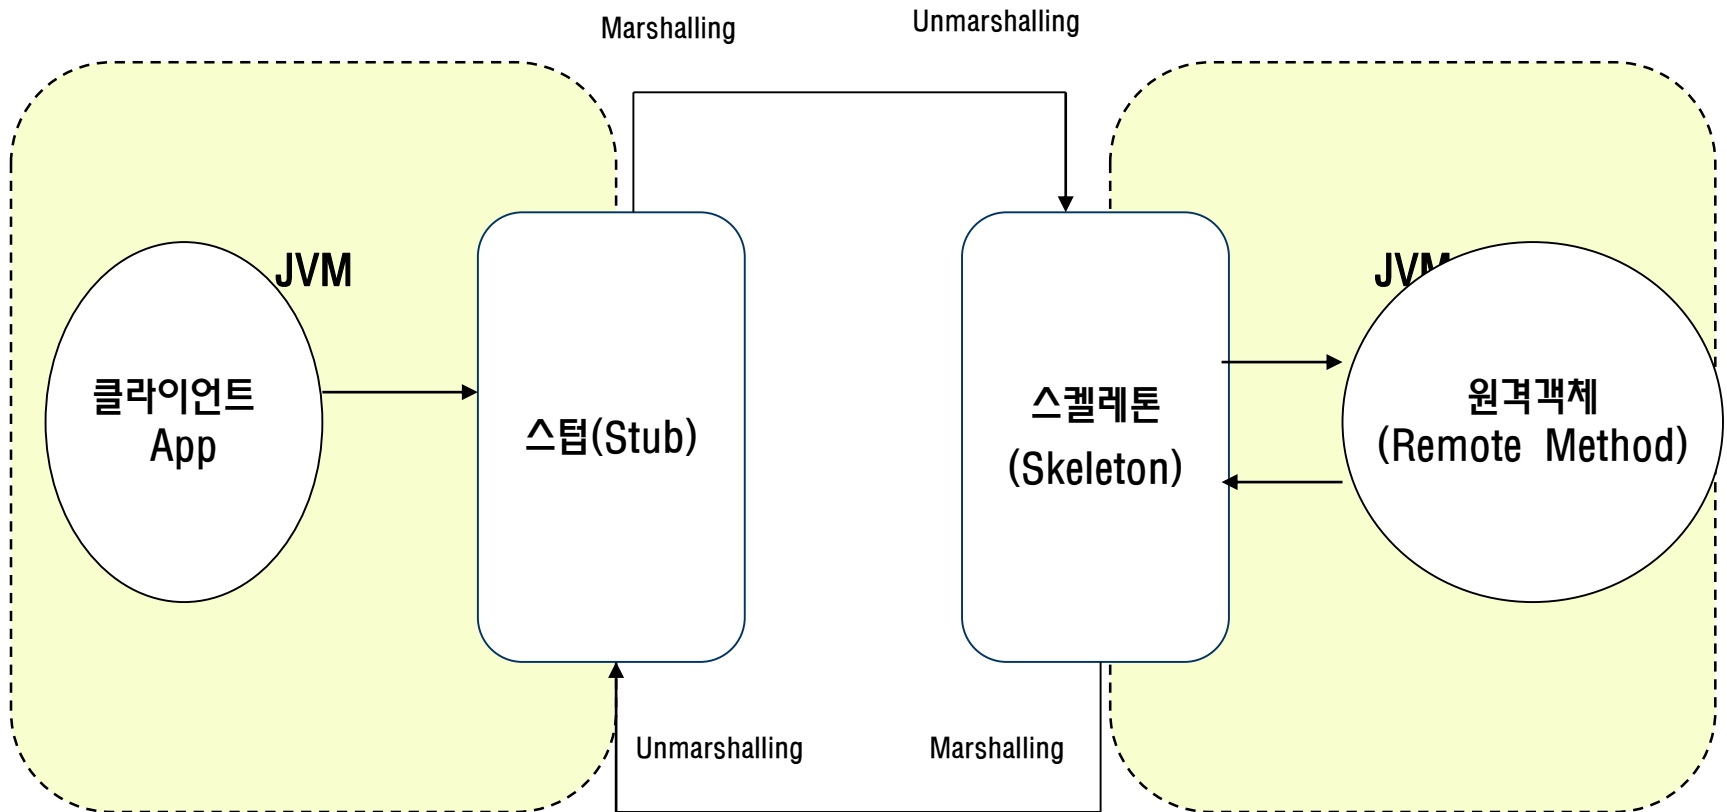 Marshalling
Unmarshalling
JVM
JVM
클라이언트
App
스텁(Stub)
스켈레톤
(Skeleton)
원격객체
(Remote Method)
Unmarshalling
Marshalling